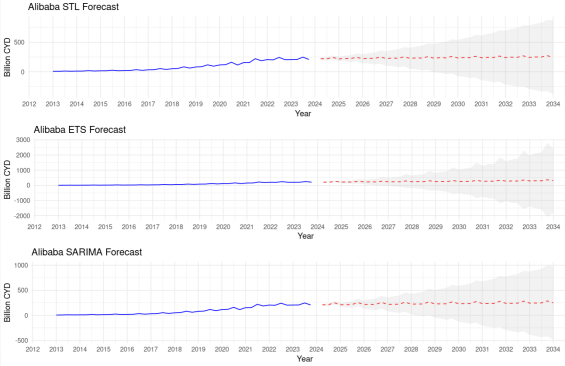 Alibaba STL Forecast
Billion CYD
500
0
2012 2013 2014 2015 2016 2017 2018 2019 2020 2021 2022 2023 2024 2025 2026 2027 2028 2029 2030 2031 2032 2033 2034
Year
Alibaba ETS Forecast
Billion CYD
3000
2000
1000
0
-1000
-2000
2012 2013 2014 2015 2016 2017 2018 2019 2020 2021 2022 2023 2024 2025 2026 2027 2028 2029 2030 2031 2032 2033 2034
Year
Alibaba SARIMA Forecast
Billion CYD
1000
500
0
-500
2012 2013 2014 2015 2016 2017 2018 2019 2020 2021 2022 2023 2024 2025 2026 2027 2028 2029 2030 2031 2032 2033 2034
Year